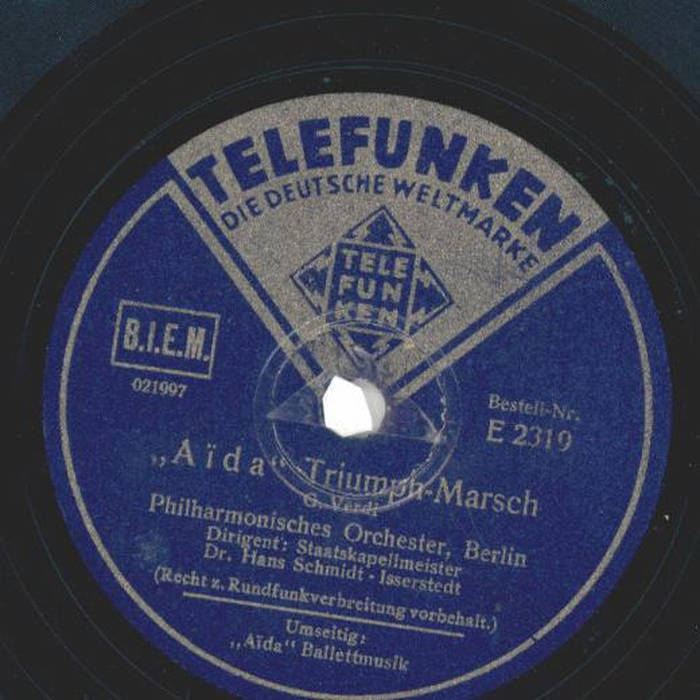 TELEFUNKEN
DIE DEUTSCHE WELTMARKE
TELE
FUN
KEN
B.I.E.M.
021997
Bestell-Nr.
E 2319
„Aïda“ Triumph-Marsch
G. Verdi
Philharmonisches Orchester, Berlin
Dirigent: Staatskapellmeister
Dr. Hans Schmidt-Isserstedt
(Recht z. Rundfunkverbreitung vorbehalt.)
Umseitig:
„Aïda“ Ballettmusik